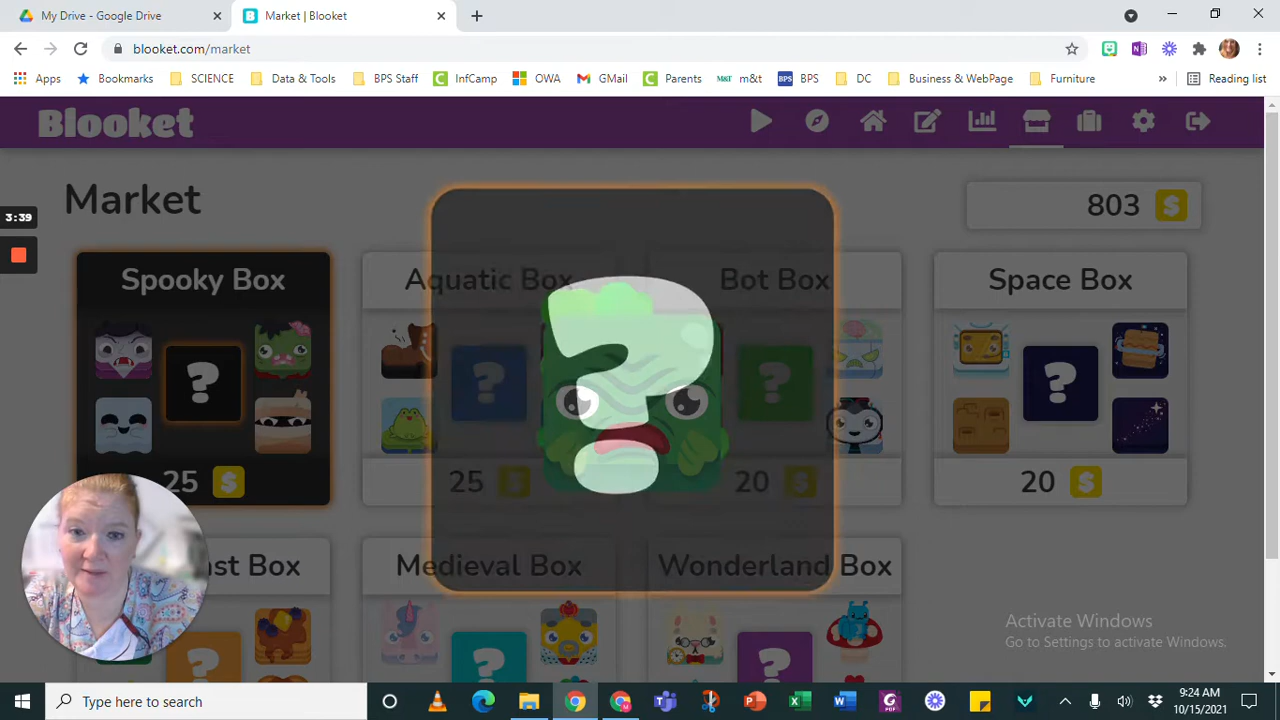 My Drive - Google Drive
Market | Blooket
blooket.com/market
Apps Bookmarks SCIENCE Data & Tools BPS Staff InfCamp OWA GMail Parents M&T m&t BPS BPS DC Business & WebPage Furniture » Reading list
Blooket
Market
803
3:39
Spooky Box
Aquatic Box
Bot Box
Space Box
?
25
25
20
20
ast Box
Medieval Box
Wonderland Box
Activate Windows
Go to Settings to activate Windows.
Type here to search
9:24 AM
10/15/2021